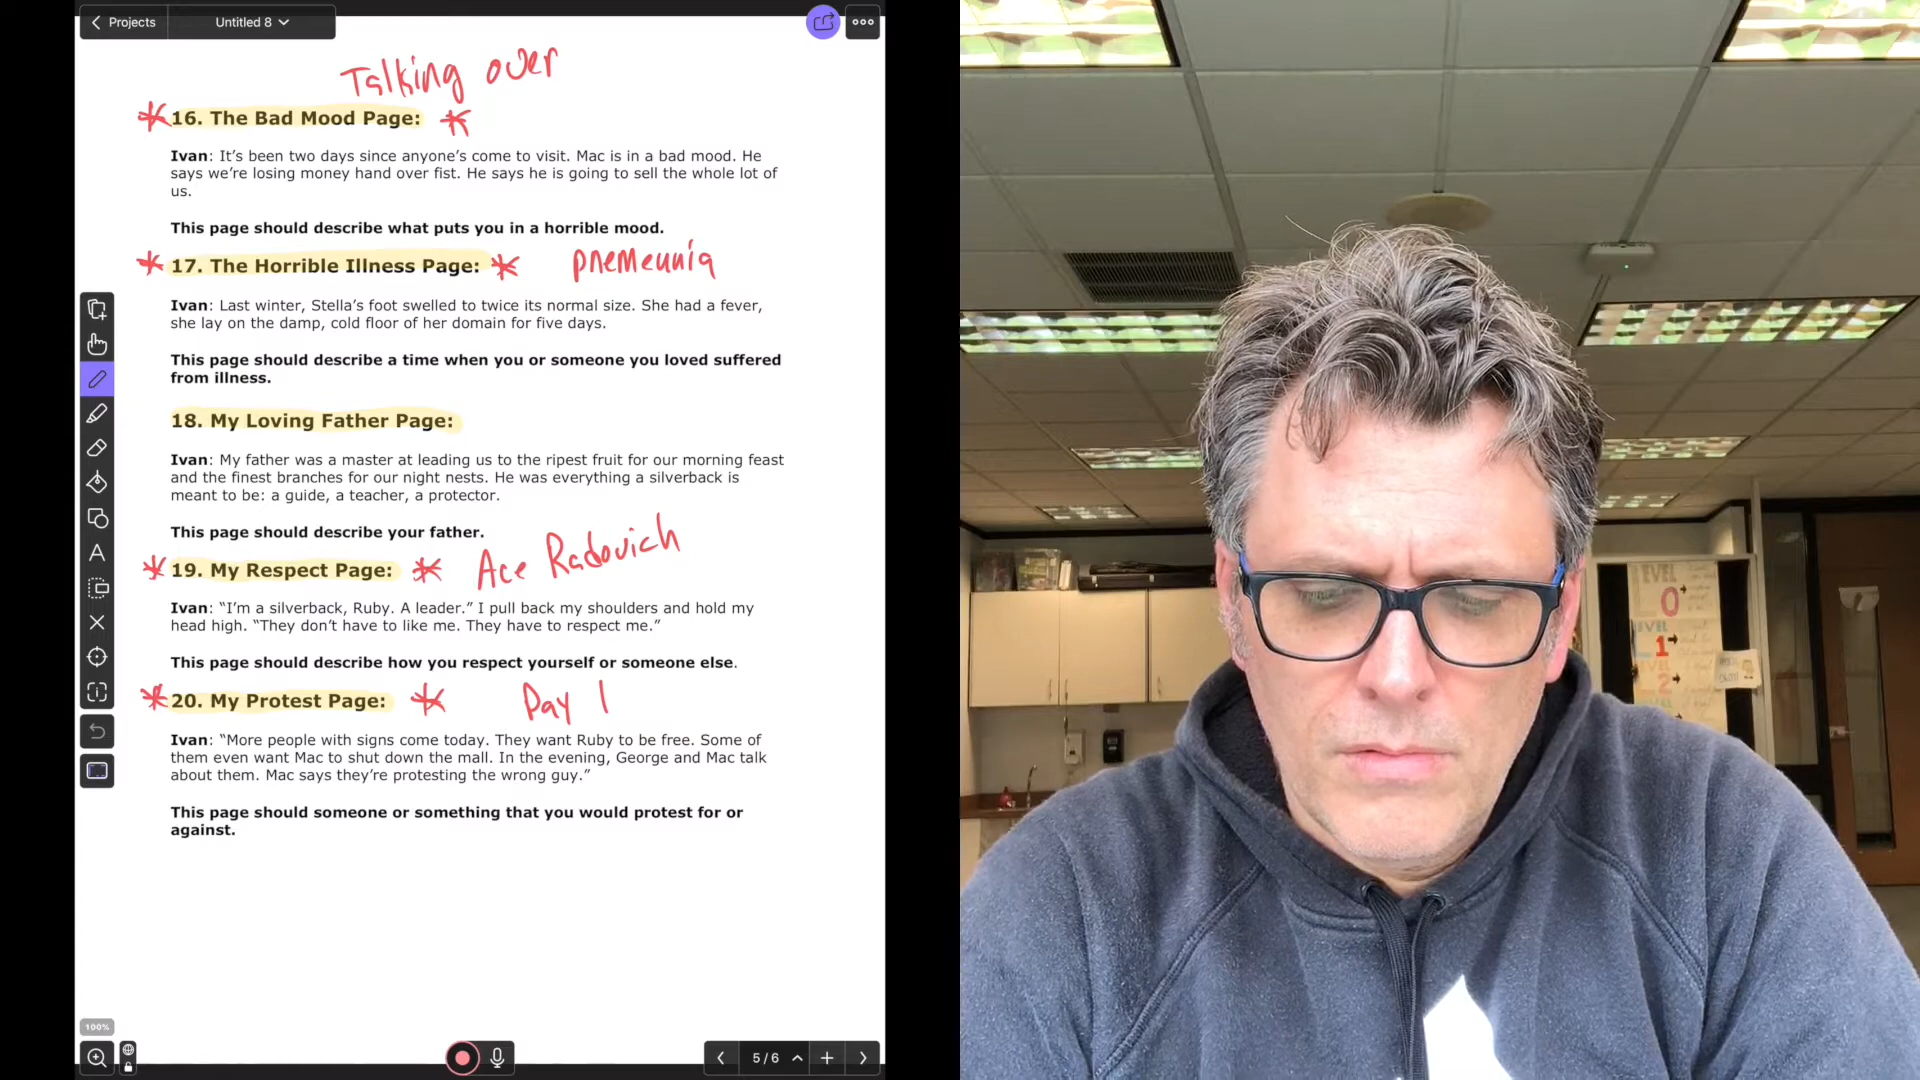 Projects
Untitled 8
Talking over
16. The Bad Mood Page:
Ivan: It's been two days since anyone's come to visit. Mac is in a bad mood. He
says we're losing money hand over fist. He says he is going to sell the whole lot of
us.
This page should describe what puts you in a horrible mood.
17. The Horrible Illness Page:
pnemeunia
Ivan: Last winter, Stella's foot swelled to twice its normal size. She had a fever,
she lay on the damp, cold floor of her domain for five days.
This page should describe a time when you or someone you loved suffered
from illness.
18. My Loving Father Page:
Ivan: My father was a master at leading us to the ripest fruit for our morning feast
and the finest branches for our night nests. He was everything a silverback is
meant to be: a guide, a teacher, a protector.
This page should describe your father.
19. My Respect Page:
Ace Radovich
Ivan: "I'm a silverback, Ruby. A leader." I pull back my shoulders and hold my
head high. "They don't have to like me. They have to respect me."
This page should describe how you respect yourself or someone else.
20. My Protest Page:
Day 1
Ivan: "More people with signs come today. They want Ruby to be free. Some of
them even want Mac to shut down the mall. In the evening, George and Mac talk
about them. Mac says they're protesting the wrong guy."
This page should someone or something that you would protest for or
against.
100%
5/6
LEVEL
0
LEVEL
1
LEVEL
2